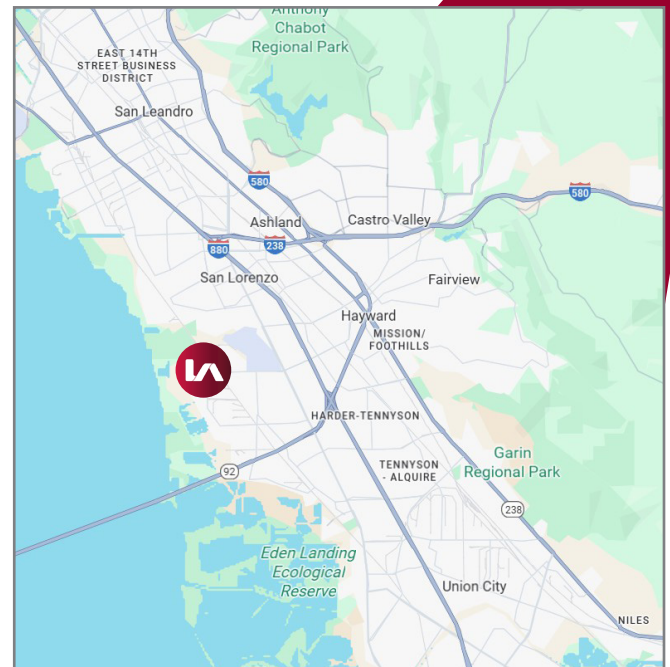 Anthony
Chabot
Regional Park
EAST 14TH
STREET BUSINESS
DISTRICT
San Leandro
580
580
Ashland
Castro Valley
880
238
San Lorenzo
Fairview
Hayward
MISSION/
FOOTHILLS
LA
HARDER-TENNYSON
Garin
Regional Park
TENNYSON
- ALQUIRE
92
238
Eden Landing
Ecological
Reserve
Union City
NILES